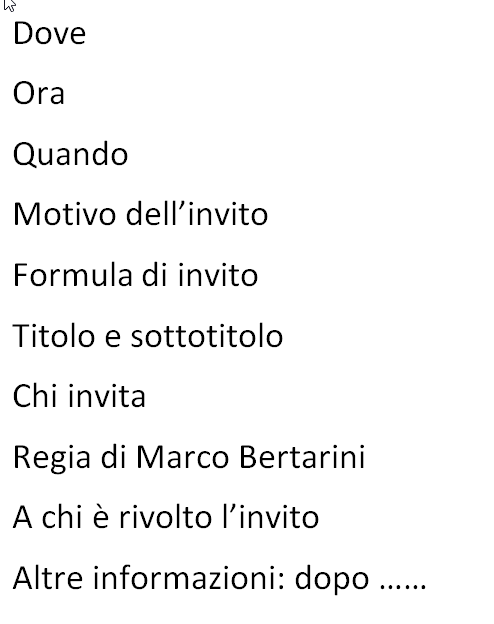 Dove
Ora
Quando
Motivo dell’invito
Formula di invito
Titolo e sottotitolo
Chi invita
Regia di Marco Bertarini
A chi è rivolto l’invito
Altre informazioni: dopo ......